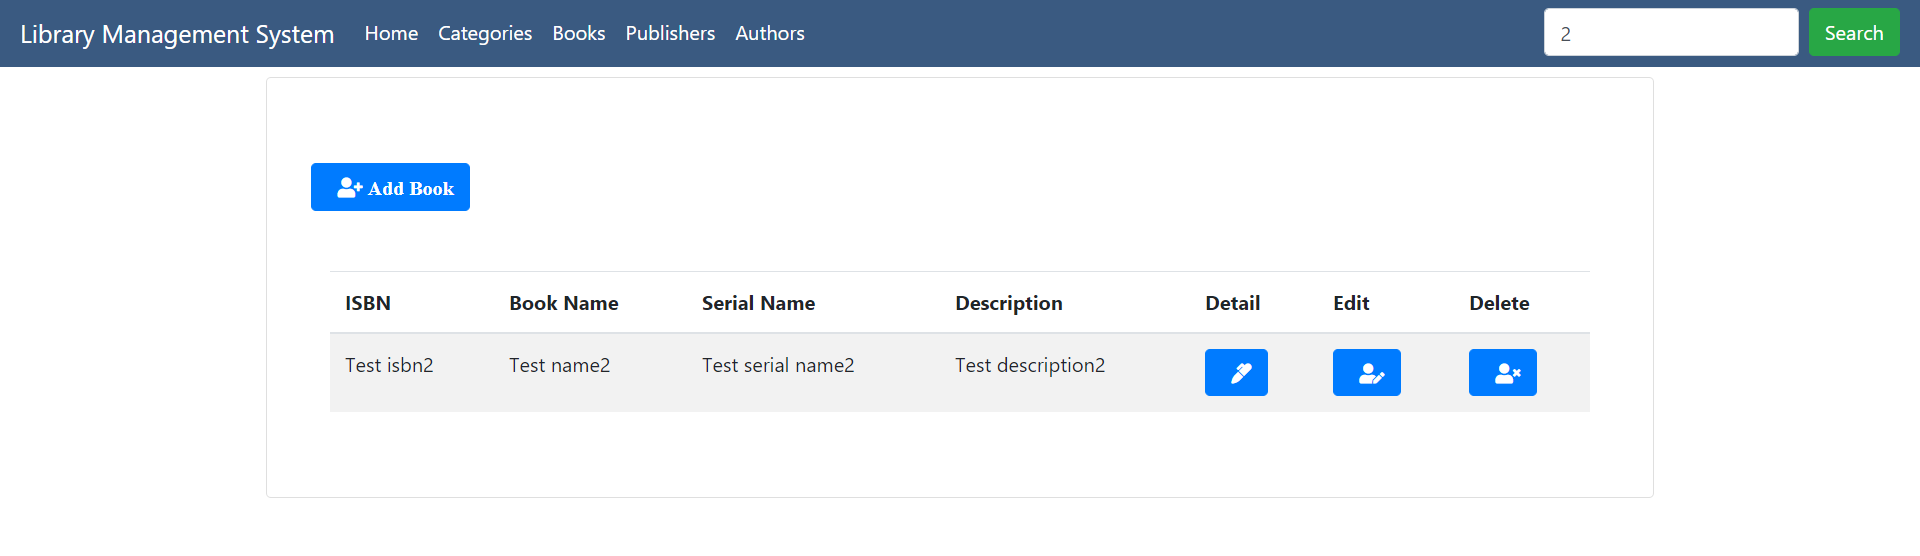 Library Management System Home Categories Books Publishers Authors 2 Search
Add Book
ISBN Book Name Serial Name Description Detail Edit Delete
Test isbn2 Test name2 Test serial name2 Test description2